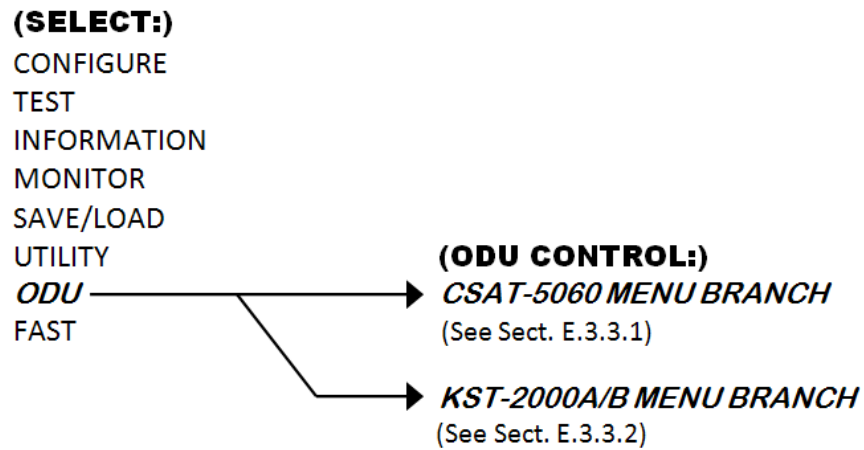 (SELECT:)
CONFIGURE
TEST
INFORMATION
MONITOR
SAVE/LOAD
UTILITY
ODU
FAST
(ODU CONTROL:)
CSAT-5060 MENU BRANCH
(See Sect. E.3.3.1)
KST-2000A/B MENU BRANCH
(See Sect. E.3.3.2)